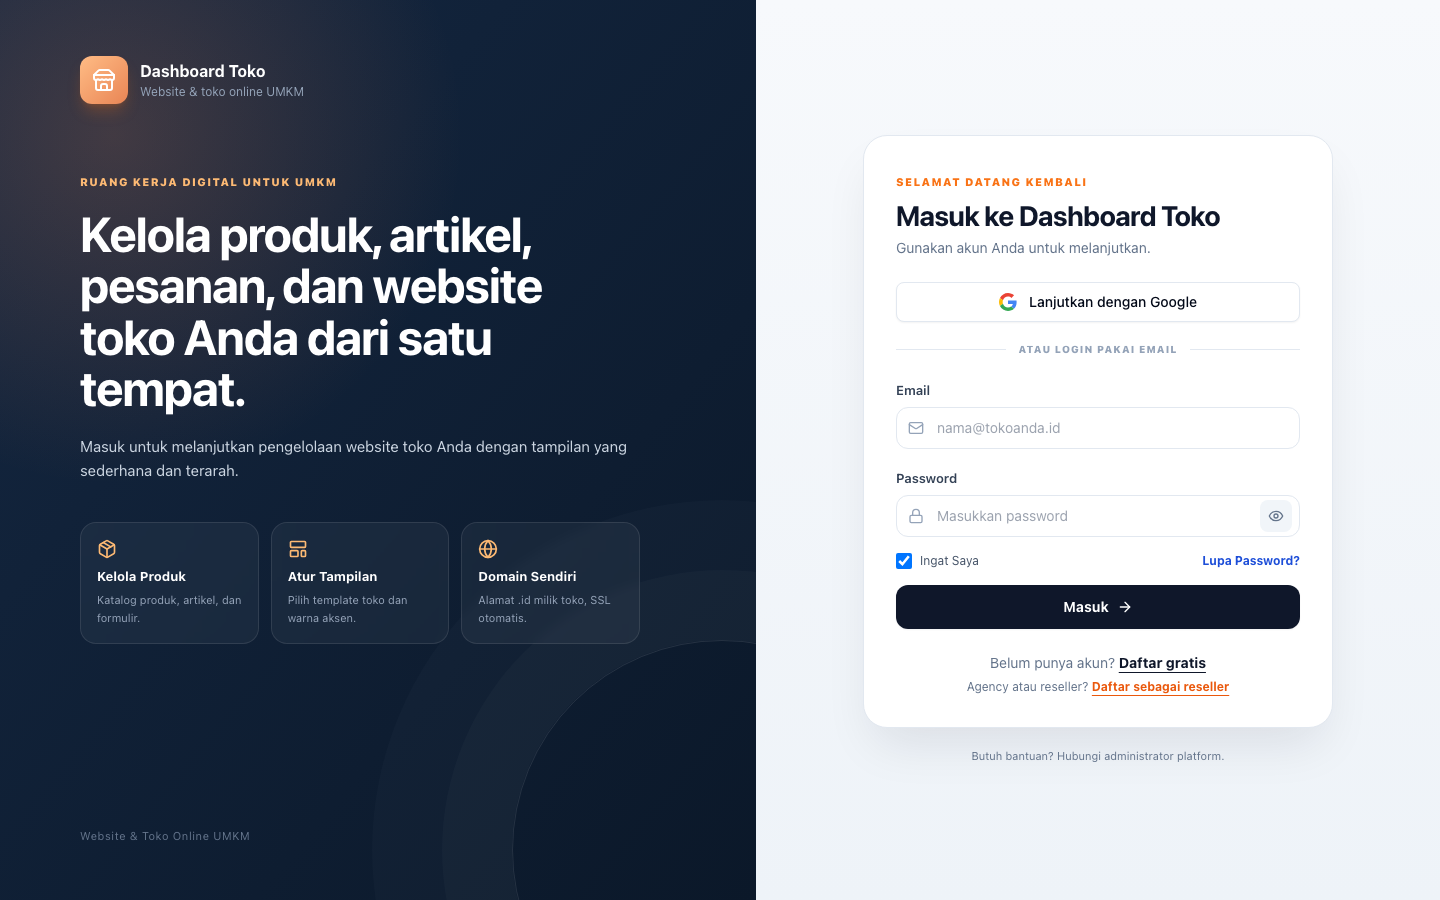 Dashboard Toko
Website & toko online UMKM
RUANG KERJA DIGITAL UNTUK UMKM
Kelola produk, artikel,
pesanan, dan website
toko Anda dari satu
tempat.
Masuk untuk melanjutkan pengelolaan website toko Anda dengan tampilan yang
sederhana dan terarah.
Kelola Produk
Katalog produk, artikel, dan
formulir.
Atur Tampilan
Pilih template toko dan
warna aksen.
Domain Sendiri
Alamat .id milik toko, SSL
otomatis.
Website & Toko Online UMKM
SELAMAT DATANG KEMBALI
Masuk ke Dashboard Toko
Gunakan akun Anda untuk melanjutkan.
Lanjutkan dengan Google
ATAU LOGIN PAKAI EMAIL
Email
nama@tokoanda.id
Password
Masukkan password
Ingat Saya
Lupa Password?
Masuk
Belum punya akun? Daftar gratis
Agency atau reseller? Daftar sebagai reseller
Butuh bantuan? Hubungi administrator platform.